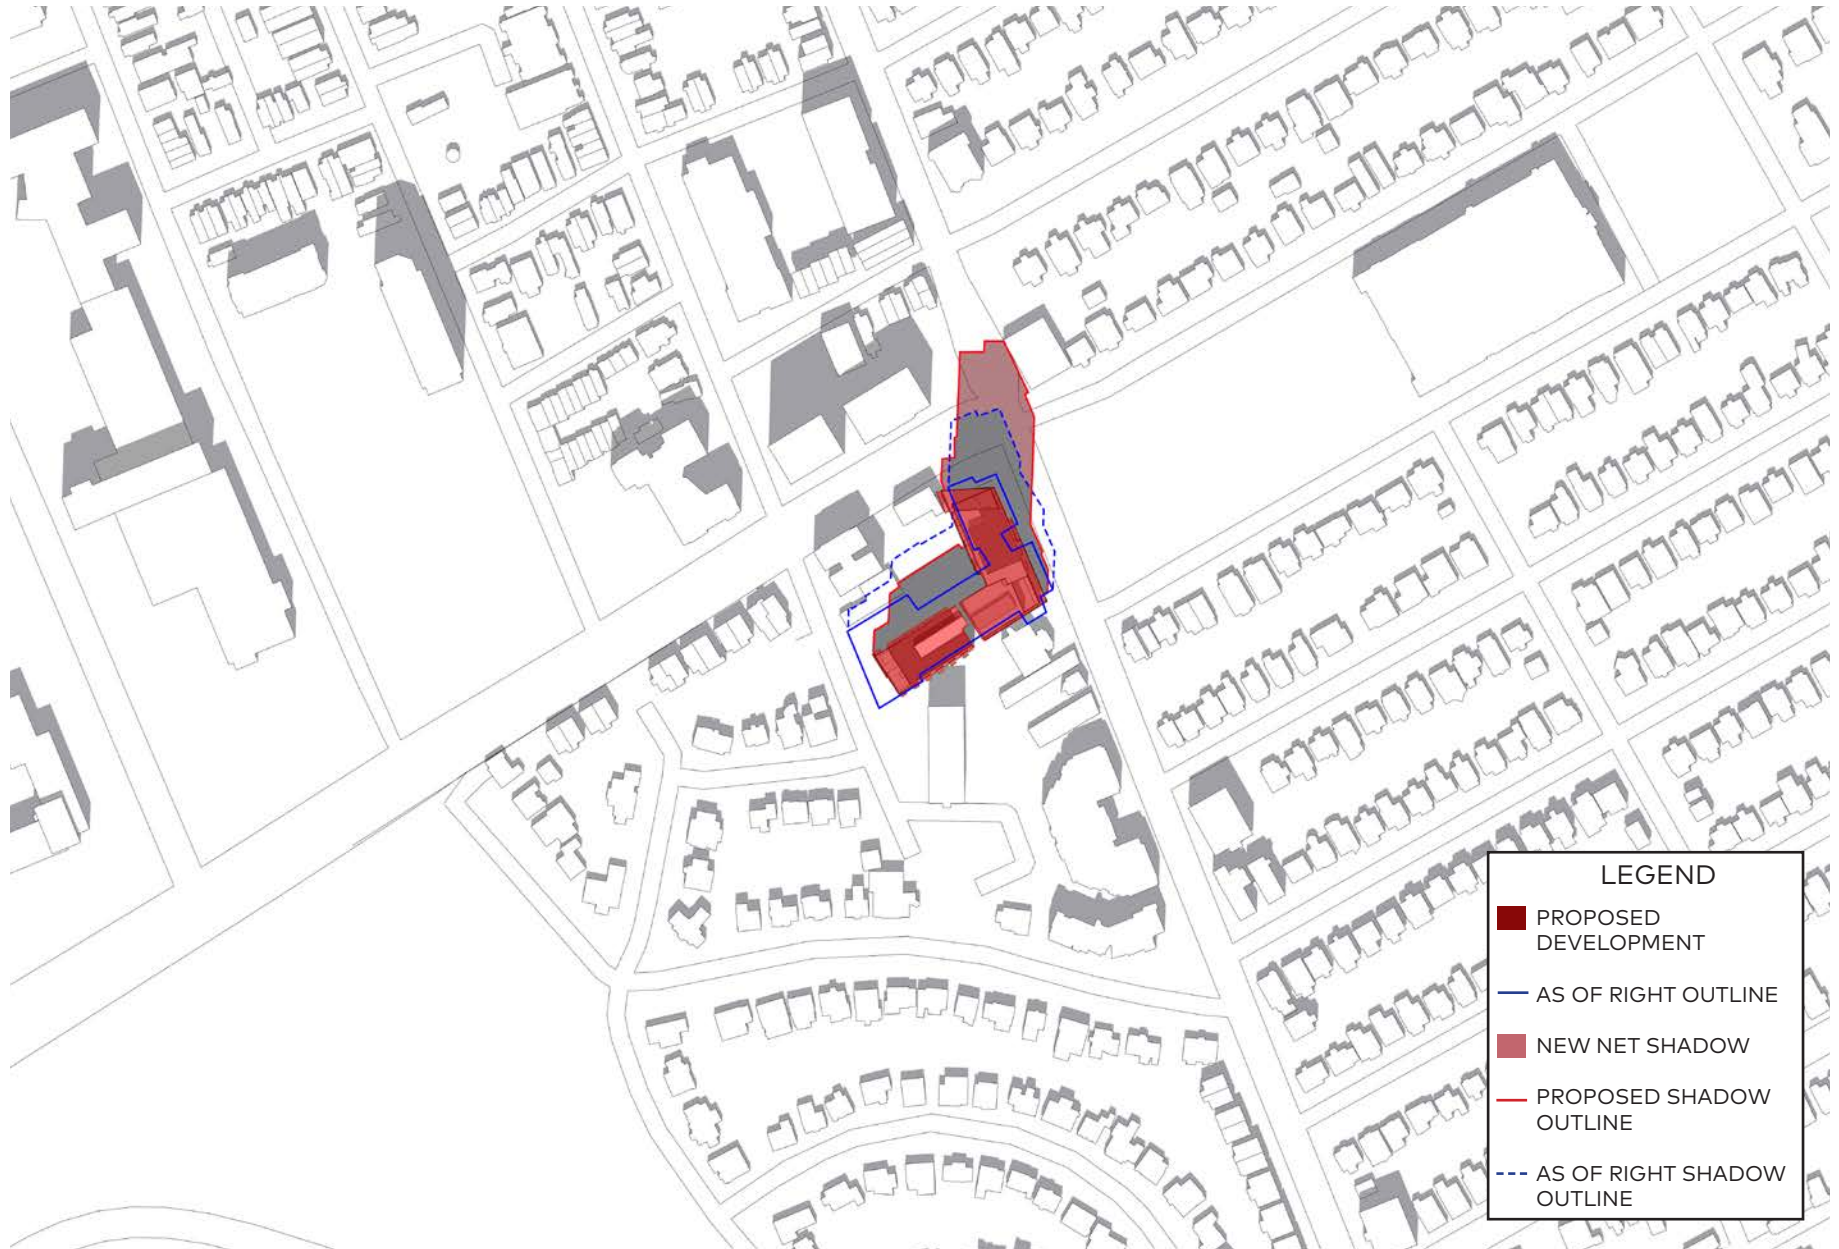 LEGEND
PROPOSED
DEVELOPMENT
AS OF RIGHT OUTLINE
NEW NET SHADOW
PROPOSED SHADOW
OUTLINE
AS OF RIGHT SHADOW
OUTLINE